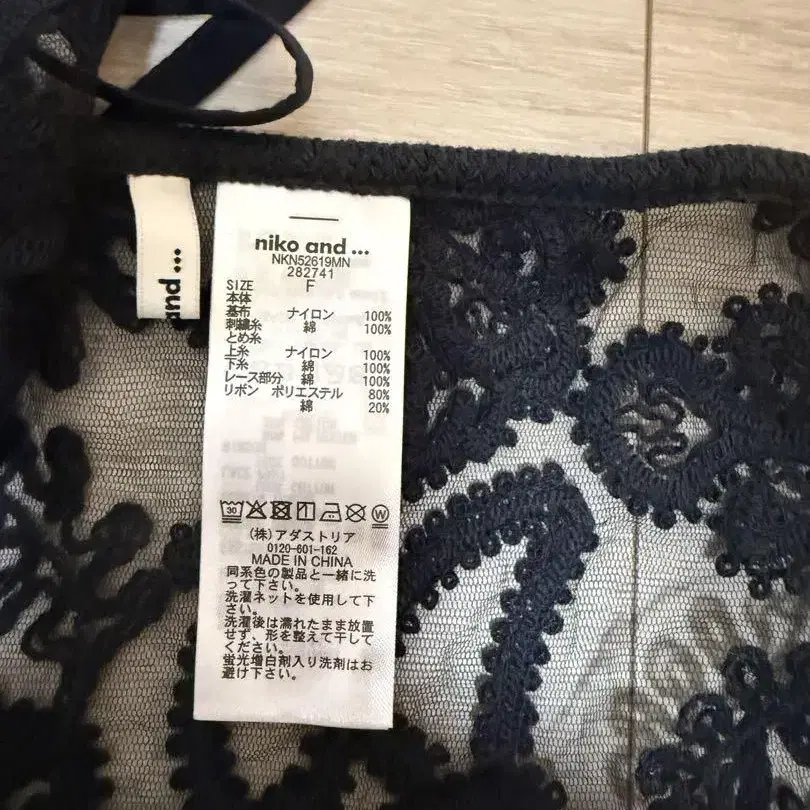 niko and ...
NKN52619MN
282741
SIZE F
本体
基布 ナイロン 100%
刺繍糸 綿 100%
とめ糸
上糸 ナイロン 100%
下糸 綿 100%
レース部分 綿 100%
リボン ポリエステル 80%
綿 20%
30
W
(株)アダストリア
0120-601-162
MADE IN CHINA
同系色の製品と一緒に洗
って下さい。
洗濯ネットを使用して下
さい。
洗濯後は濡れたまま放置
せず、形を整えて干して
ください。
蛍光増白剤入り洗剤はお
避け下さい。
and ...